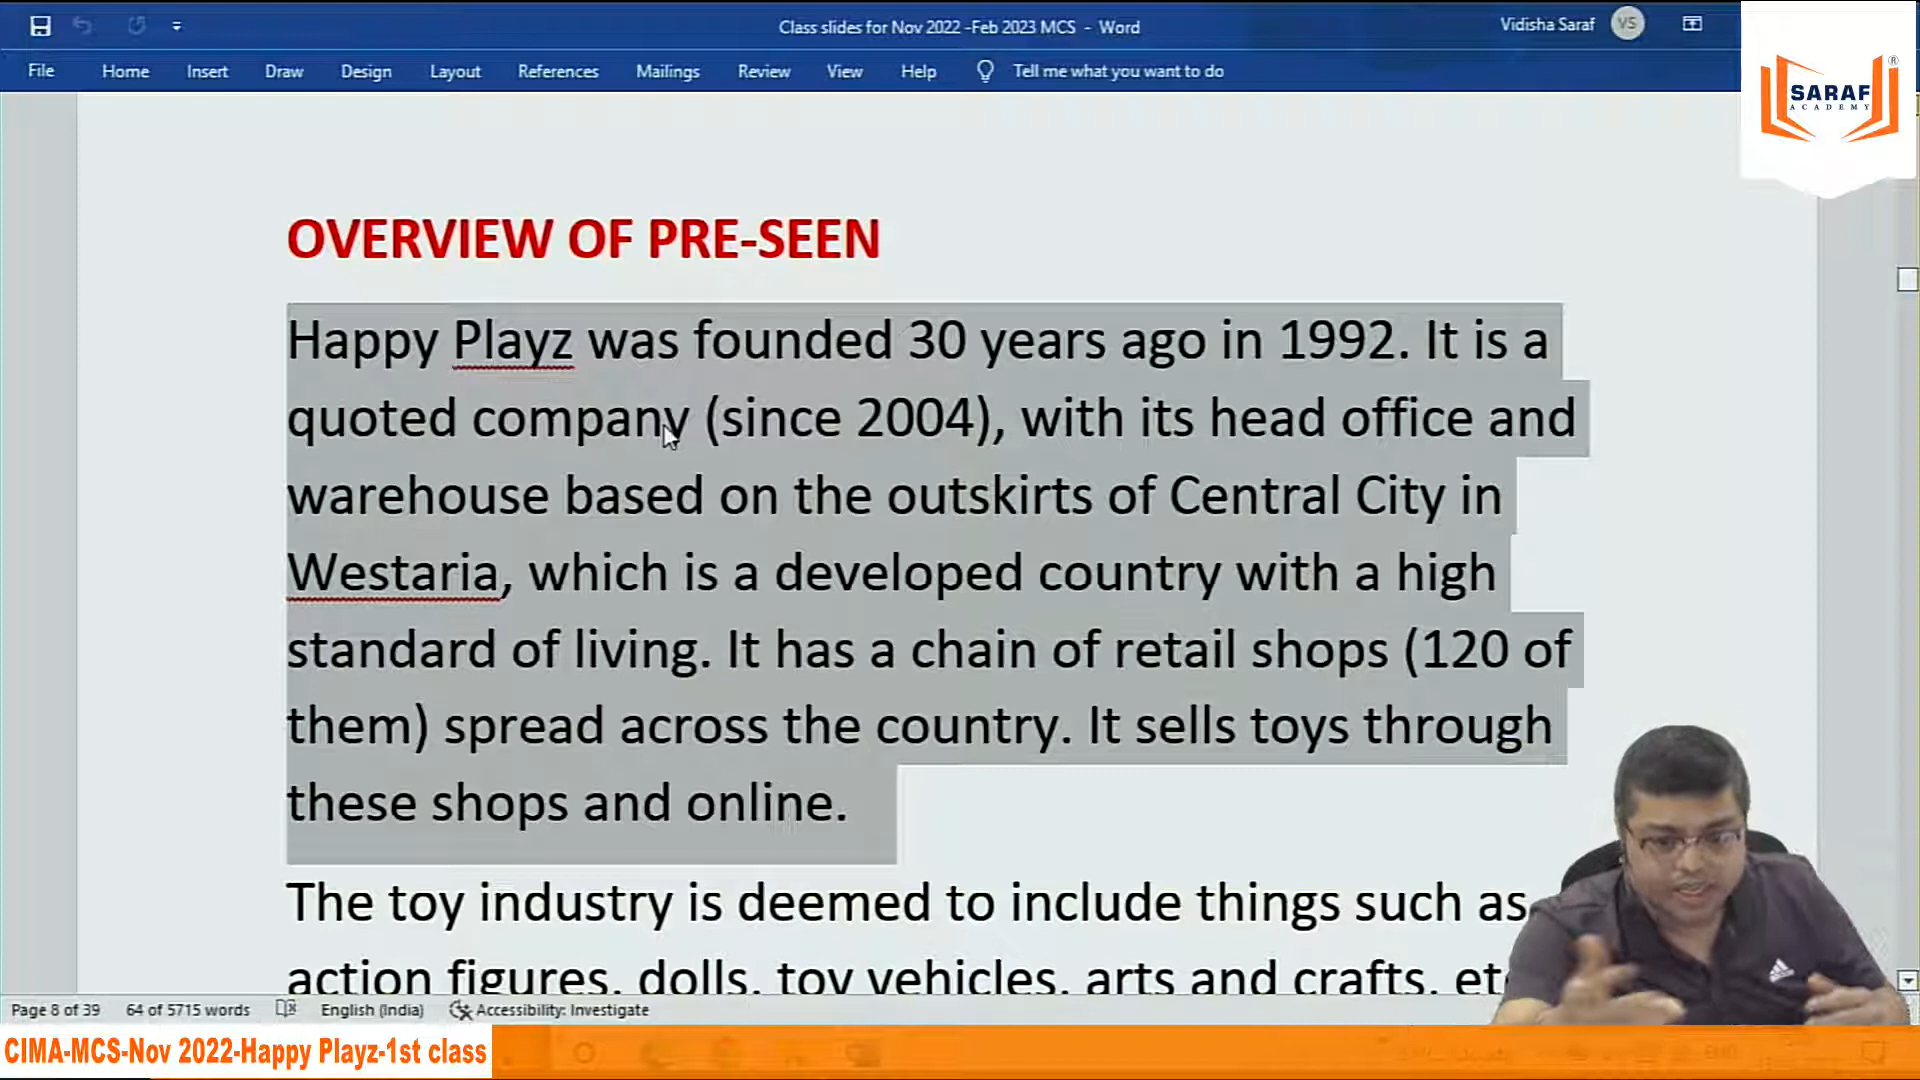 Class slides for Nov 2022 -Feb 2023 MCS - Word
Vidisha Saraf
VS
File Home Insert Draw Design Layout References Mailings Review View Help Tell me what you want to do
SARAF
ACADEMY
®
OVERVIEW OF PRE-SEEN
Happy Playz was founded 30 years ago in 1992. It is a
quoted company (since 2004), with its head office and
warehouse based on the outskirts of Central City in
Westaria, which is a developed country with a high
standard of living. It has a chain of retail shops (120 of
them) spread across the country. It sells toys through
these shops and online.
The toy industry is deemed to include things such as
action figures, dolls, toy vehicles, arts and crafts, etc
Page 8 of 39 64 of 5715 words English (India) Accessibility: Investigate
CIMA-MCS-Nov 2022-Happy Playz-1st class